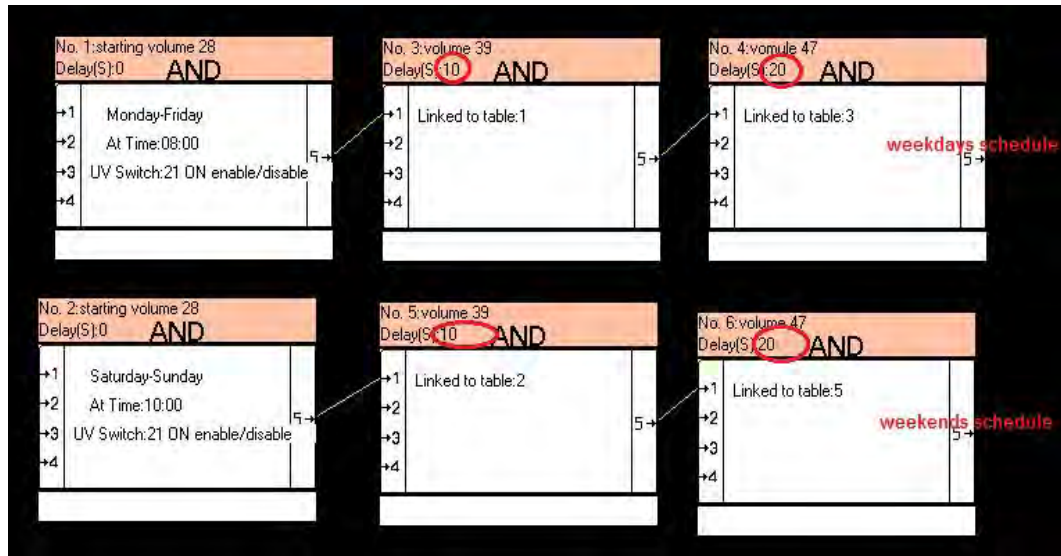 No. 1:starting volume 28
Delay(S):0 AND
→1 Monday-Friday
→2 At Time:08:00
→3 UV Switch:21 ON enable/disable
→4
5→
No. 3:volume 39
Delay(S):10 AND
→1 Linked to table:1
→2
→3
→4
5→
No. 4:vomule 47
Delay(S):20 AND
→1 Linked to table:3
→2
→3
→4
5→
weekdays schedule
No. 2:starting volume 28
Delay(S):0 AND
→1 Saturday-Sunday
→2 At Time:10:00
→3 UV Switch:21 ON enable/disable
→4
5→
No. 5:volume 39
Delay(S):10 AND
→1 Linked to table:2
→2
→3
→4
5→
No. 6:volume 47
Delay(S):20 AND
→1 Linked to table:5
→2
→3
→4
5→
weekends schedule